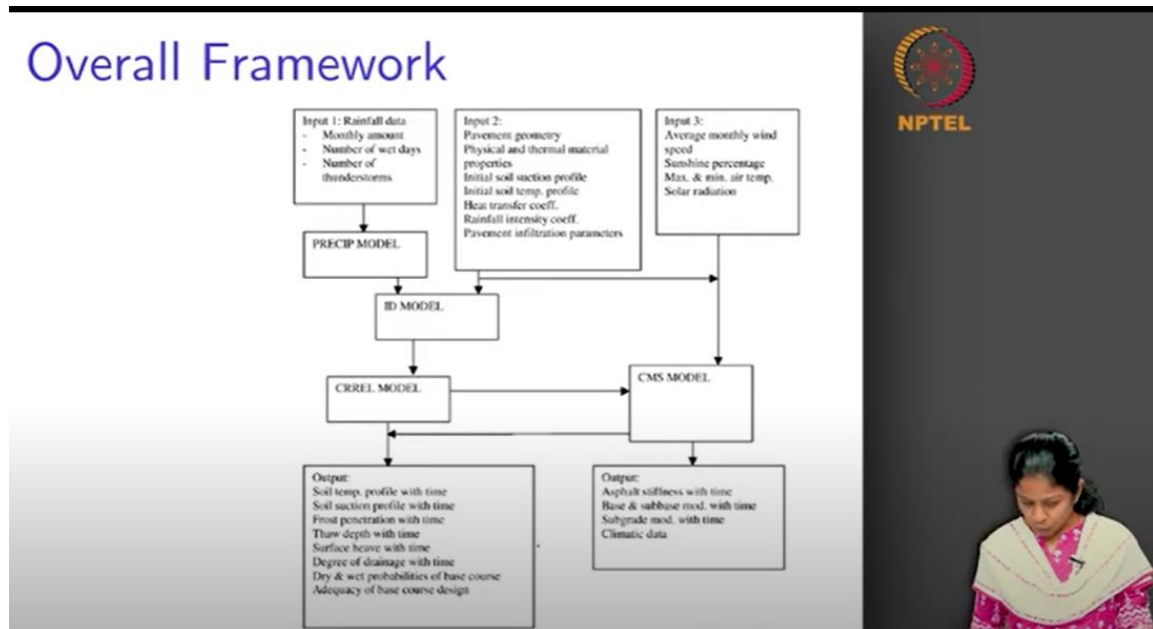 Overall Framework
NPTEL
Input 1: Rainfall data
- Monthly amount
- Number of wet days
- Number of
thunderstorms
Input 2:
Pavement geometry
Physical and thermal material
properties
Initial soil suction profile
Initial soil temp. profile
Heat transfer coeff.
Rainfall intensity coeff.
Pavement infiltration parameters
Input 3:
Average monthly wind
speed
Sunshine percentage
Max. & min. air temp.
Solar radiation
PRECIP MODEL
ID MODEL
CRREL MODEL
CMS MODEL
Output:
Soil temp. profile with time
Soil suction profile with time
Frost penetration with time
Thaw depth with time
Surface heave with time
Degree of drainage with time
Dry & wet probabilities of base course
Adequacy of base course design
Output:
Asphalt stiffness with time
Base & subbase mod. with time
Subgrade mod. with time
Climatic data